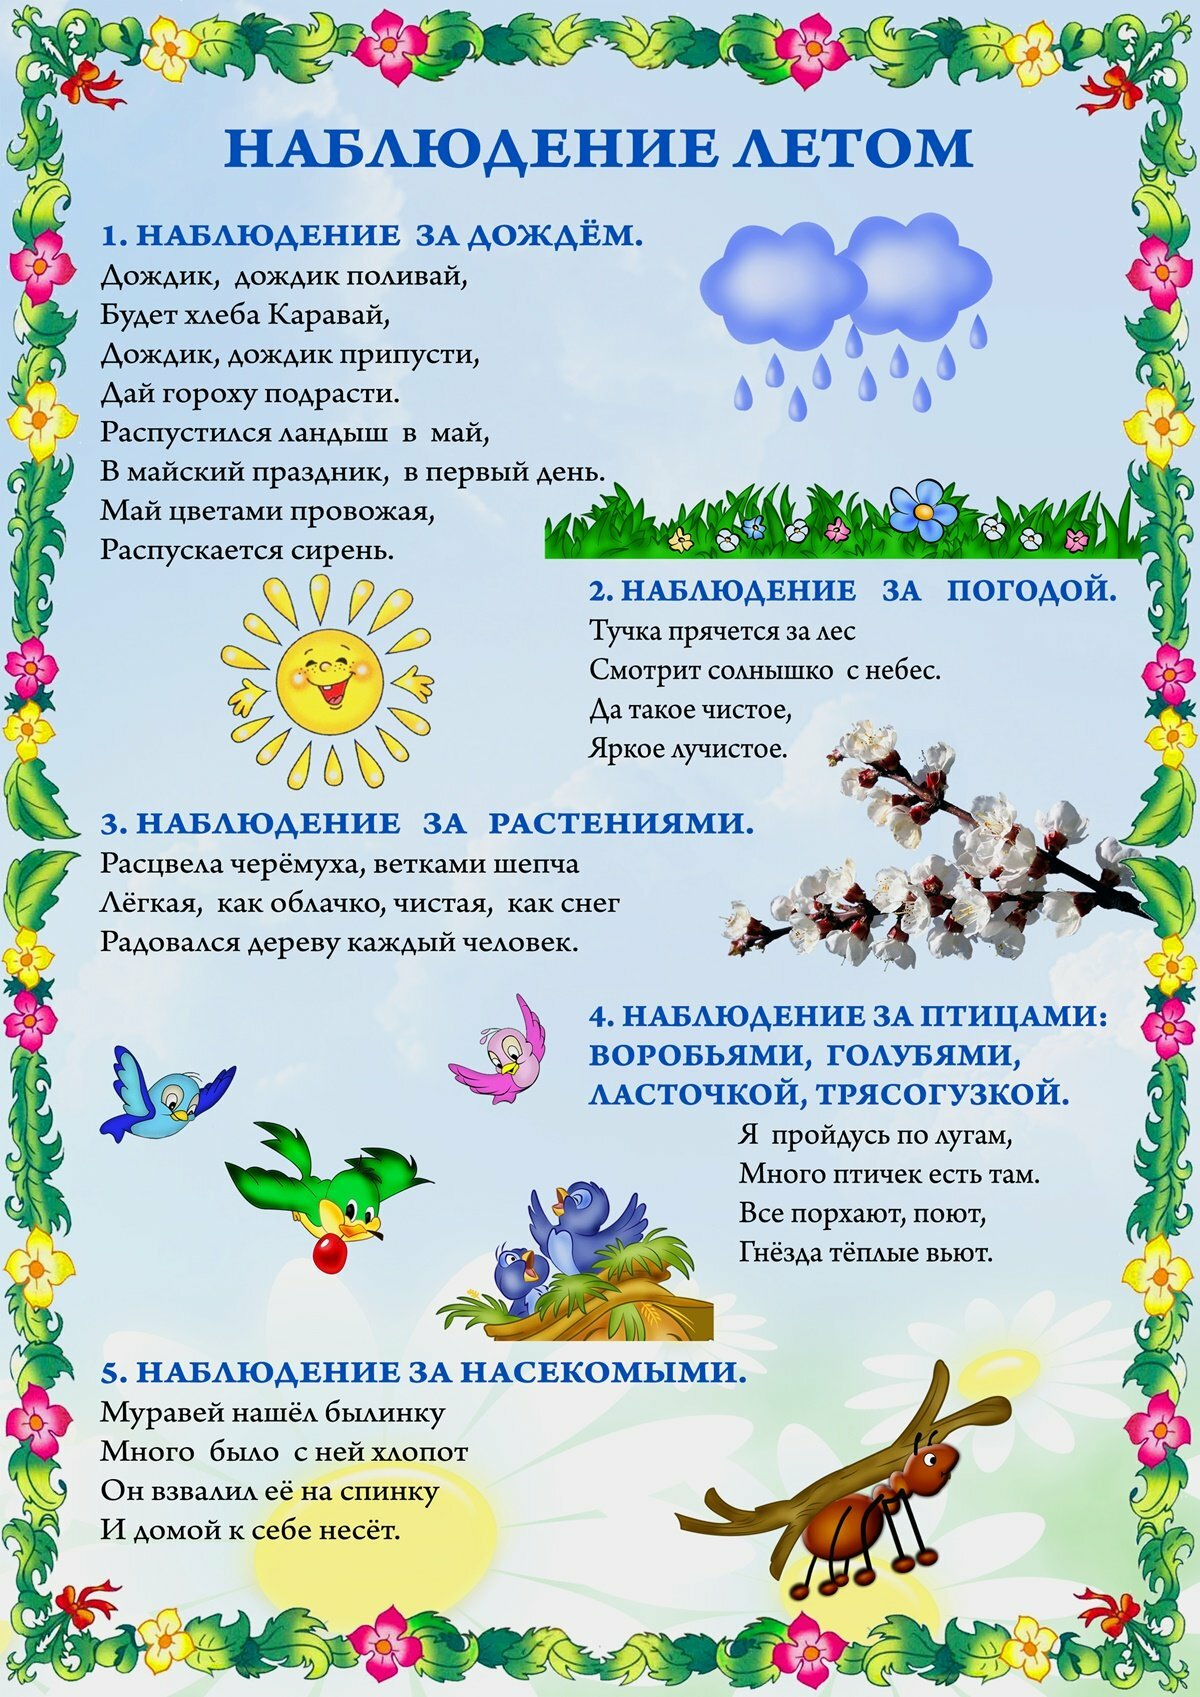 НАБЛЮДЕНИЕ ЛЕТОМ
1. НАБЛЮДЕНИЕ ЗА ДОЖДЁМ.
Дождик, дождик поливай,
Будет хлеба Каравай,
Дождик, дождик припусти,
Дай гороху подрасти.
Распустился ландыш в май,
В майский праздник, в первый день.
Май цветами провожая,
Распускается сирень.
2. НАБЛЮДЕНИЕ ЗА ПОГОДОЙ.
Тучка прячется за лес
Смотрит солнышко с небес.
Да такое чистое,
Яркое лучистое.
3. НАБЛЮДЕНИЕ ЗА РАСТЕНИЯМИ.
Расцвела черёмуха, ветками шепча
Лёгкая, как облачко, чистая, как снег
Радовался дереву каждый человек.
4. НАБЛЮДЕНИЕ ЗА ПТИЦАМИ:
ВОРОБЬЯМИ, ГОЛУБЯМИ,
ЛАСТОЧКОЙ, ТРЯСОГУЗКОЙ.
Я пройдусь по лугам,
Много птичек есть там.
Все порхают, поют,
Гнёзда тёплые вьют.
5. НАБЛЮДЕНИЕ ЗА НАСЕКОМЫМИ.
Муравей нашёл былинку
Много было с ней хлопот
Он взвалил её на спинку
И домой к себе несёт.